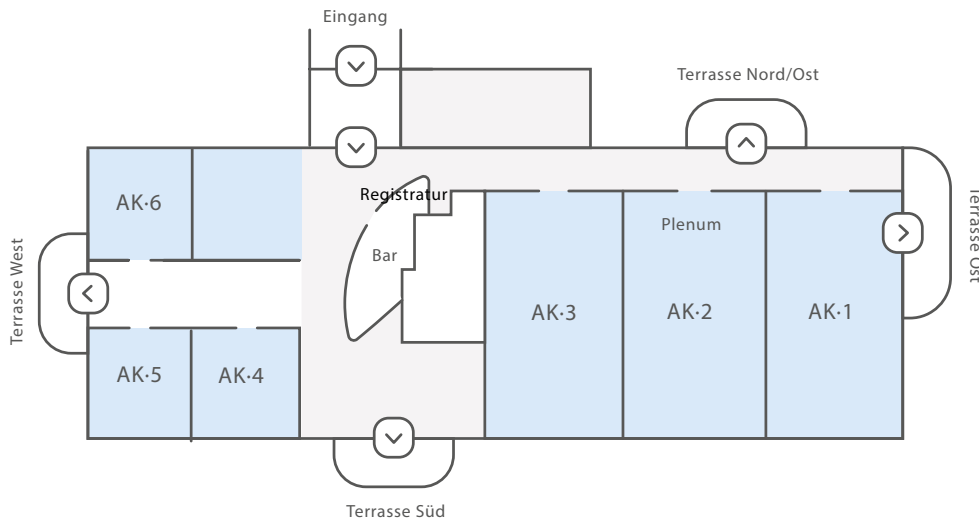 Eingang
Terrasse Nord/Ost
AK·6
Registratur
Terrasse Ost
Plenum
Bar
Terrasse West
AK·3
AK·2
AK·1
AK·5
AK·4
Terrasse Süd